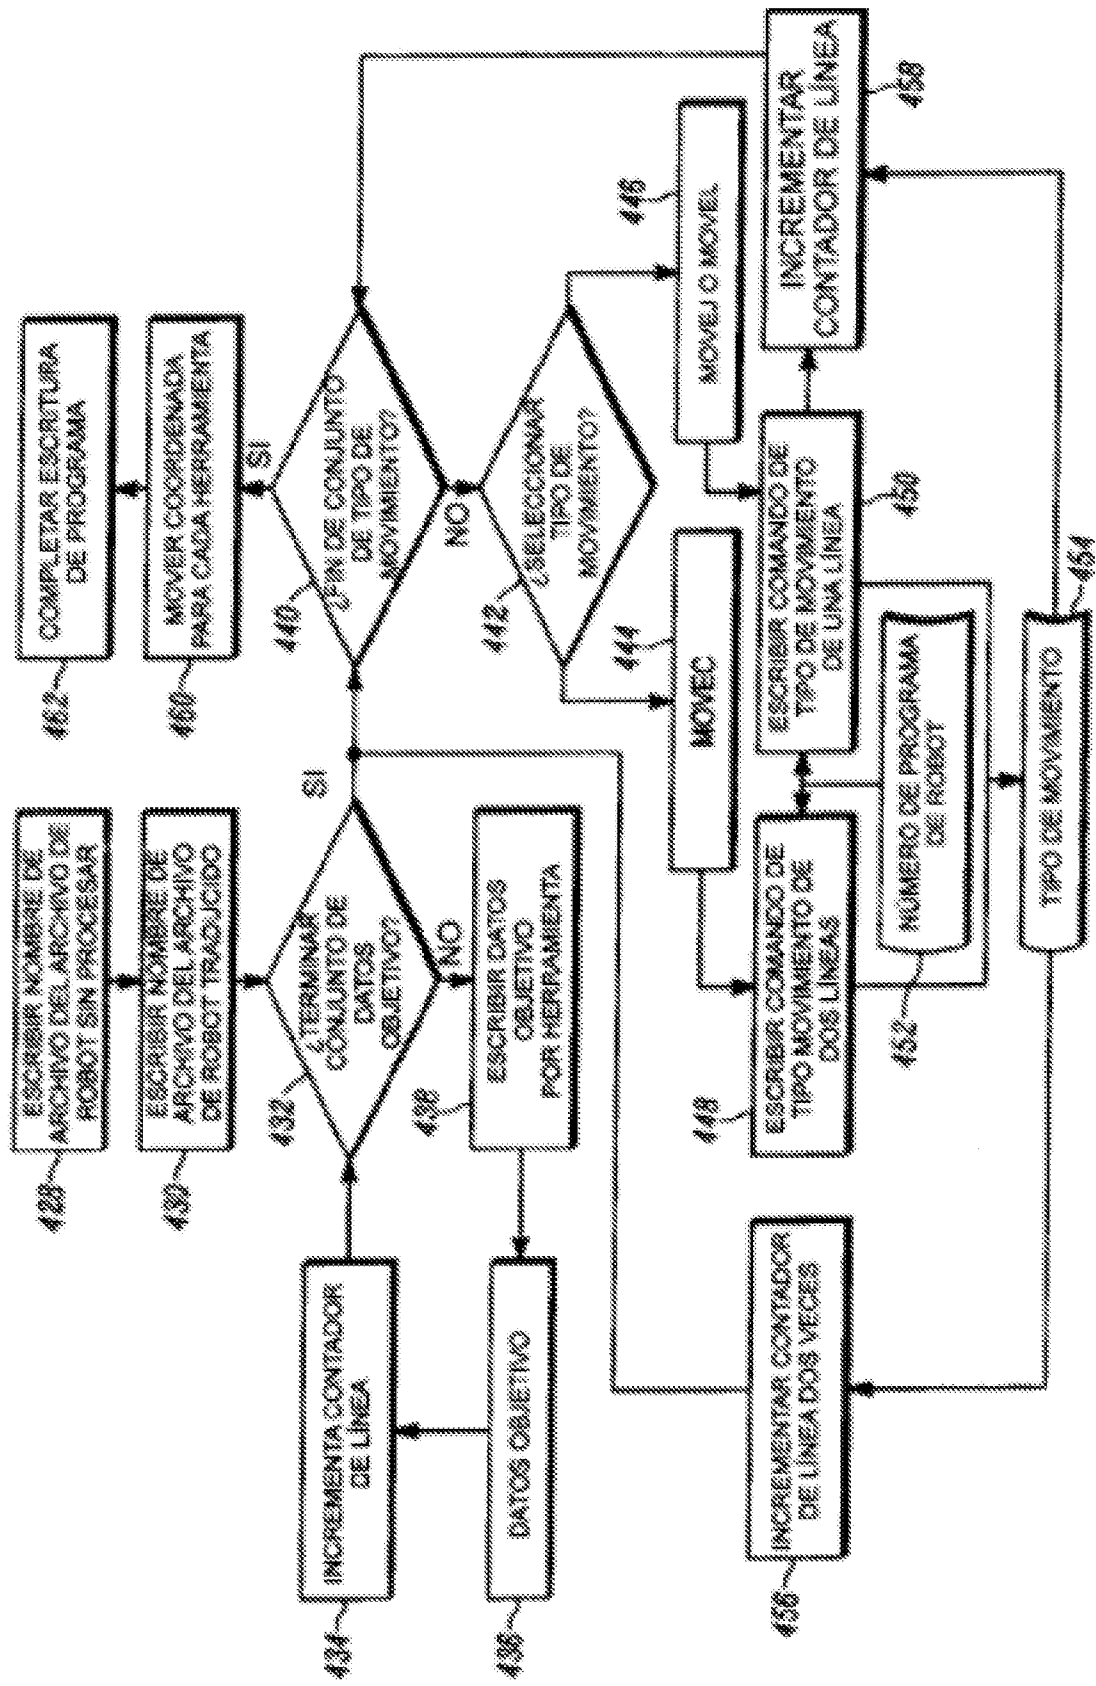 ESCRIBIR NOMBRE DE
ARCHIVO DEL ARCHIVO DE
ROBOT SIN PROCESAR
428
ESCRIBIR NOMBRE DE
ARCHIVO DEL ARCHIVO
DE ROBOT TRADUCIDO
430
¿TERMINAR
CONJUNTO DE
DATOS
OBJETIVO?
432
SI
NO
INCREMENTA CONTADOR
DE LÍNEA
434
ESCRIBIR DATOS
OBJETIVO
POR HERRAMIENTA
DATOS OBJETIVO
COMPLETAR ESCRITURA
DE PROGRAMA
462
MOVER COORDENADA
PARA CADA HERRAMIENTA
460
SI
¿FIN DE CONJUNTO
DE TIPO DE
MOVIMIENTO?
440
NO
¿SELECCIONAR
TIPO DE
MOVIMIENTO?
442
MOVEC
444
MOVEJ O MOVEL
446
ESCRIBIR COMANDO DE
TIPO MOVIMIENTO DE
DOS LÍNEAS
448
ESCRIBIR COMANDO DE
TIPO DE MOVIMIENTO
DE UNA LÍNEA
450
NÚMERO DE PROGRAMA
DE ROBOT
452
TIPO DE MOVIMIENTO
454
INCREMENTAR CONTADOR
DE LÍNEA DOS VECES
456
INCREMENTAR
CONTADOR DE LÍNEA
458